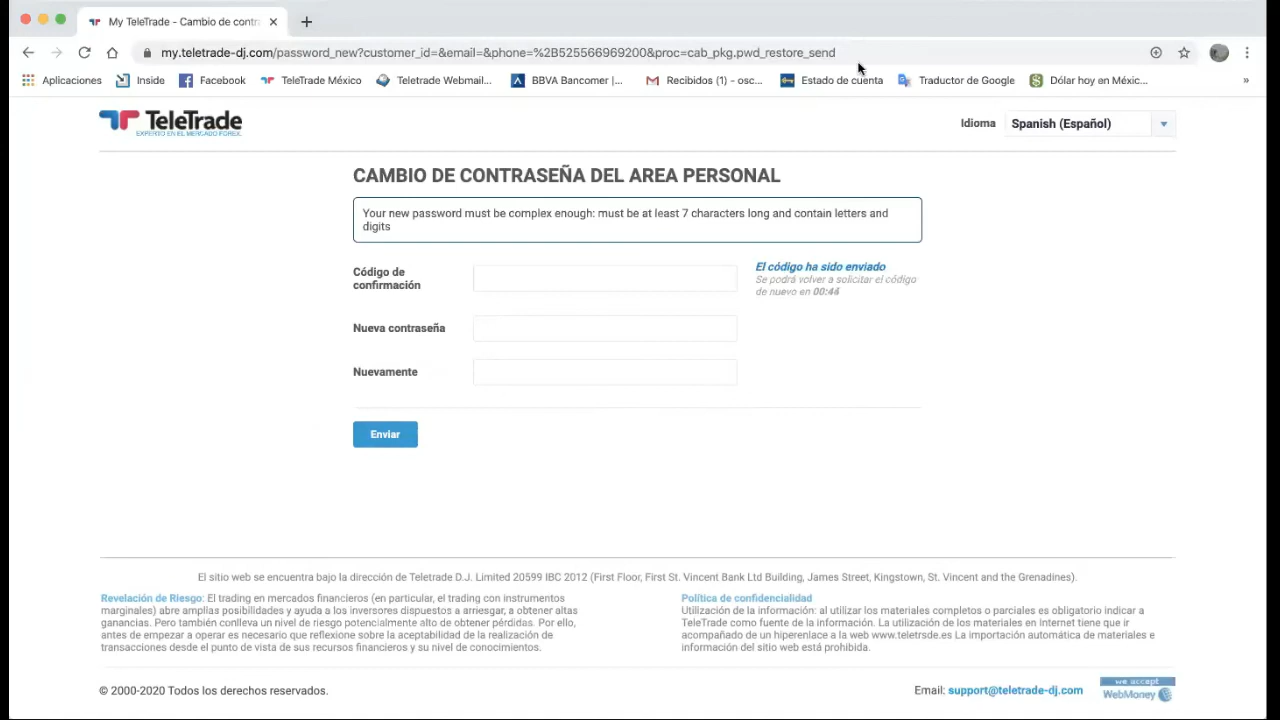 My TeleTrade - Cambio de contr
my.teletrade-dj.com/password_new?customer_id=&email=&phone=%2B525566969200&proc=cab_pkg.pwd_restore_send
Aplicaciones Inside Facebook TeleTrade México Teletrade Webmail... BBVA Bancomer |... Recibidos (1) - osc... Estado de cuenta Traductor de Google Dólar hoy en Méxic... »
TeleTrade
EXPERTO EN EL MERCADO FOREX.
Idioma Spanish (Español)
CAMBIO DE CONTRASEÑA DEL AREA PERSONAL
Your new password must be complex enough: must be at least 7 characters long and contain letters and
digits
Código de
confirmación
El código ha sido enviado
Se podrá volver a solicitar el código
de nuevo en 00:44
Nueva contraseña
Nuevamente
Enviar
El sitio web se encuentra bajo la dirección de Teletrade D.J. Limited 20599 IBC 2012 (First Floor, First St. Vincent Bank Ltd Building, James Street, Kingstown, St. Vincent and the Grenadines).
Revelación de Riesgo: El trading en mercados financieros (en particular, el trading con instrumentos
marginales) abre amplias posibilidades y ayuda a los inversores dispuestos a arriesgar, a obtener altas
ganancias. Pero también conlleva un nivel de riesgo potencialmente alto de obtener pérdidas. Por ello,
antes de empezar a operar es necesario que reflexione sobre la aceptabilidad de la realización de
transacciones desde el punto de vista de sus recursos financieros y su nivel de conocimientos.
Política de confidencialidad
Utilización de la información: al utilizar los materiales completos o parciales es obligatorio indicar a
TeleTrade como fuente de la información. La utilización de los materiales en Internet tiene que ir
acompañado de un hiperenlace a la web www.teletrsde.es La importación automática de materiales e
información del sitio web está prohibida.
© 2000-2020 Todos los derechos reservados.
Email: support@teletrade-dj.com
we accept
WebMoney